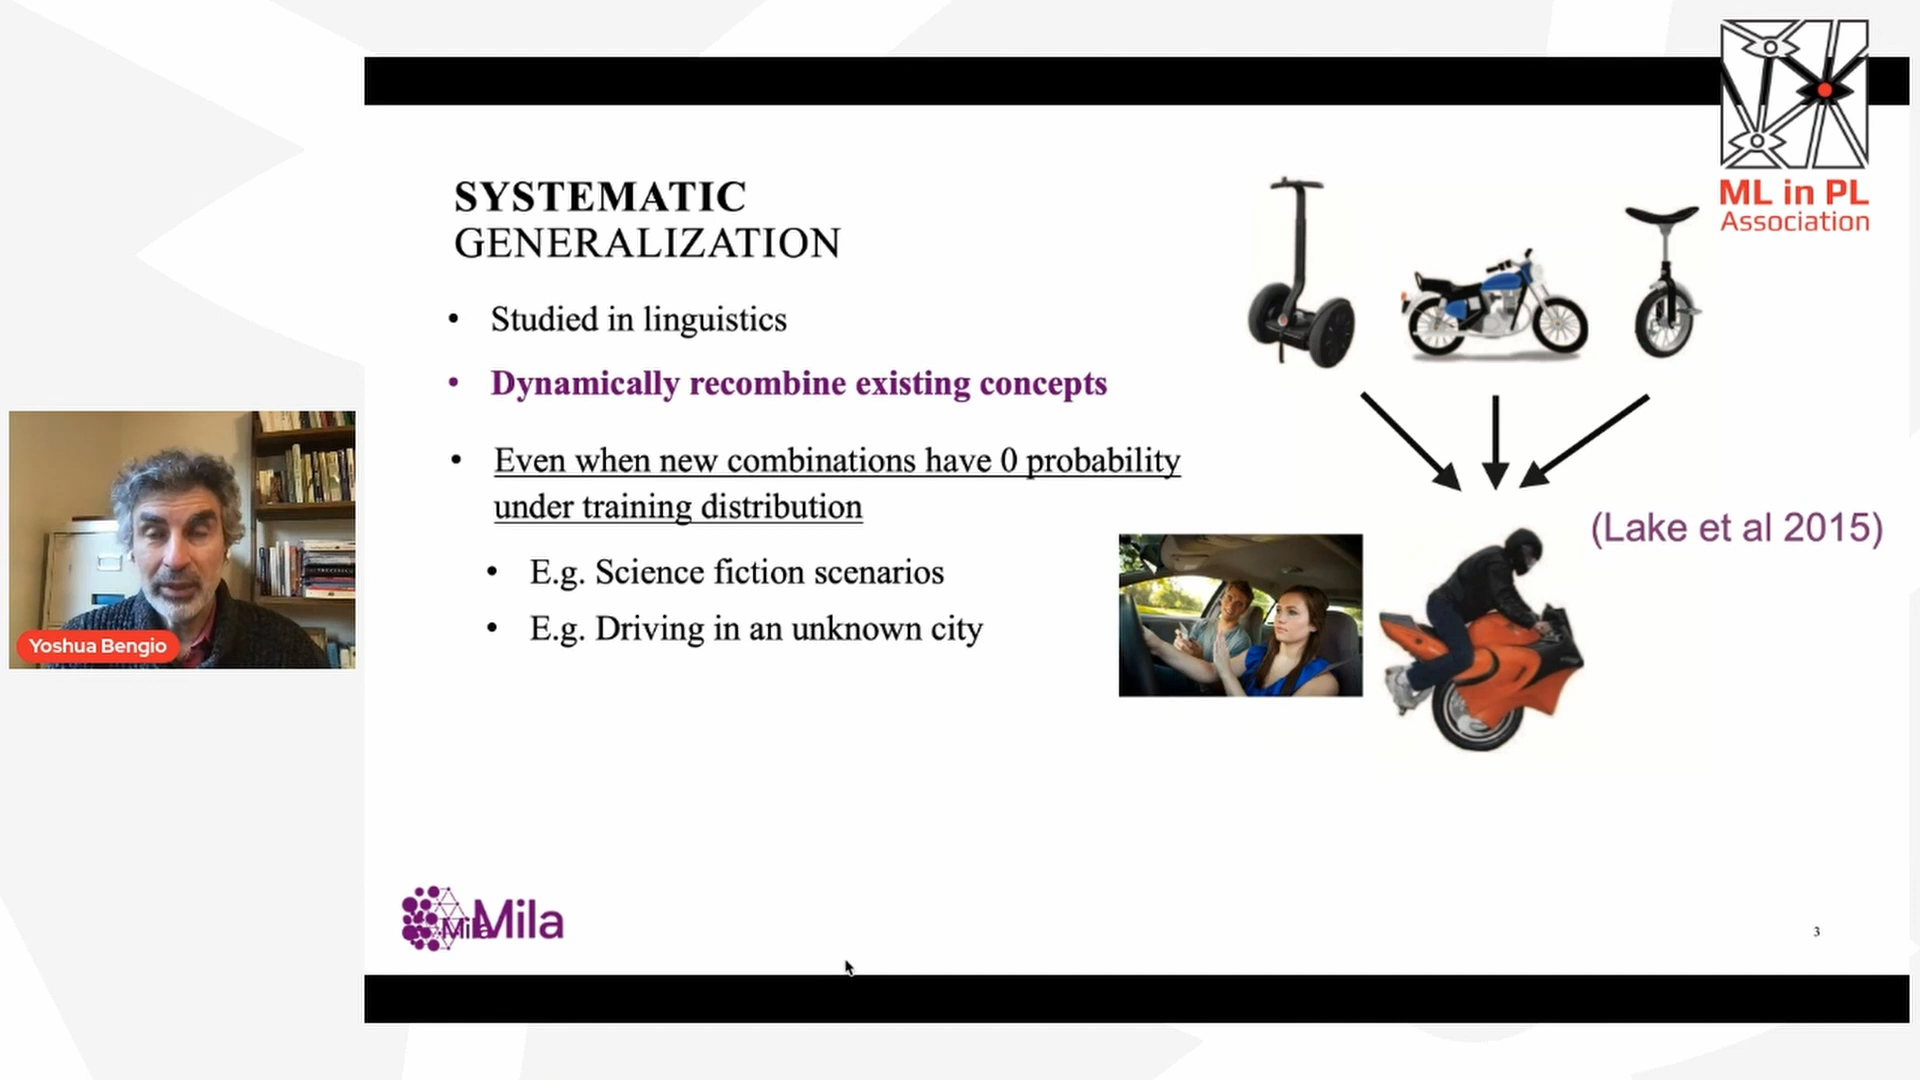 ML in PL
Association
SYSTEMATIC
GENERALIZATION
• Studied in linguistics
• Dynamically recombine existing concepts
• Even when new combinations have 0 probability
under training distribution
• E.g. Science fiction scenarios
• E.g. Driving in an unknown city
(Lake et al 2015)
Yoshua Bengio
Mila
Mila
3